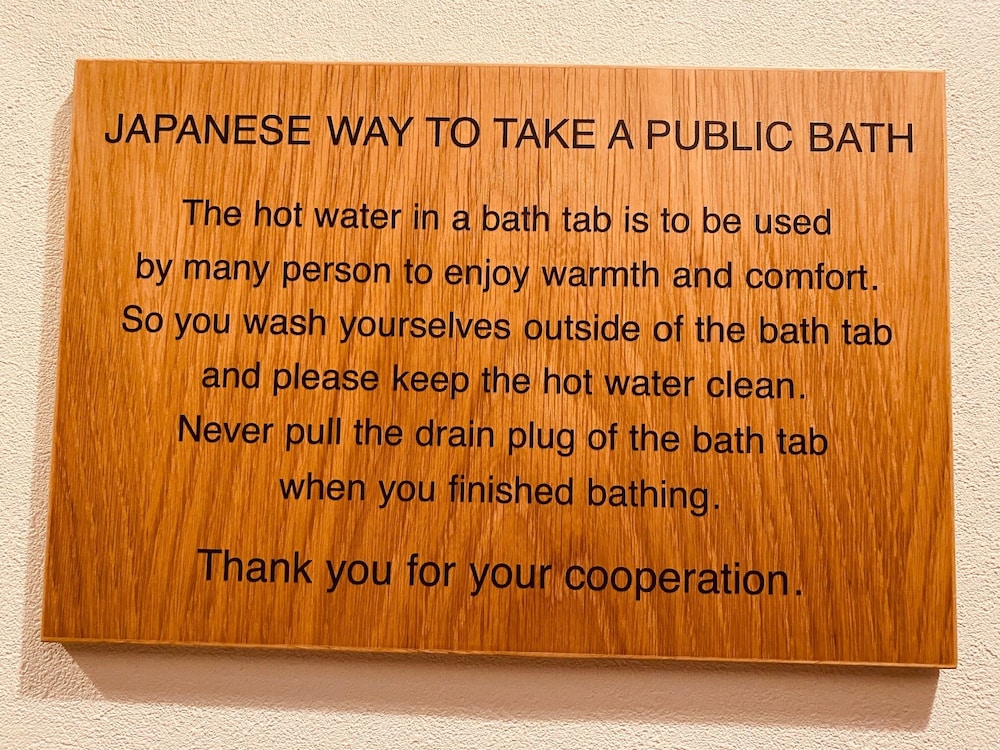 JAPANESE WAY TO TAKE A PUBLIC BATH
The hot water in a bath tab is to be used
by many person to enjoy warmth and comfort.
So you wash yourselves outside of the bath tab
and please keep the hot water clean.
Never pull the drain plug of the bath tab
when you finished bathing.
Thank you for your cooperation.